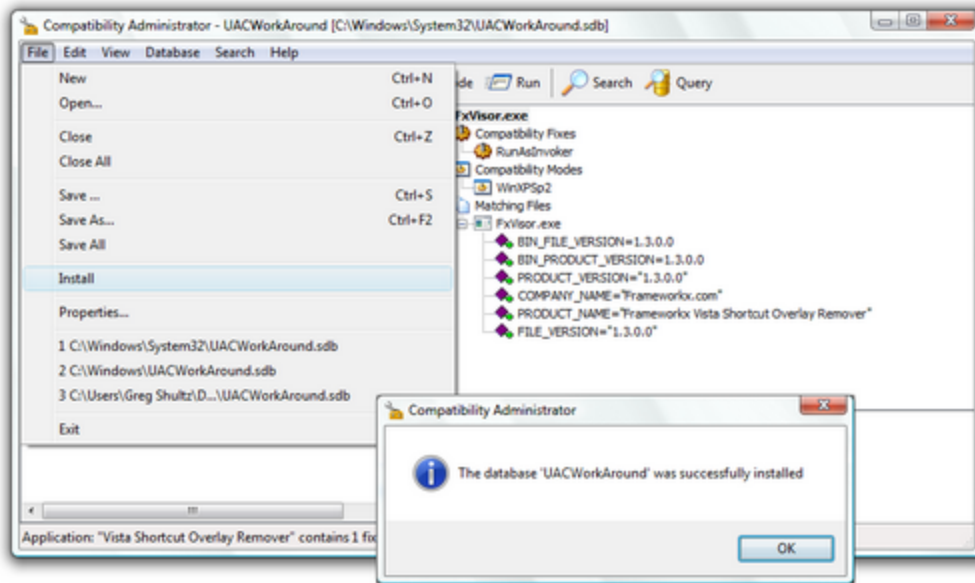 Compatibility Administrator - UACWorkAround [C:\Windows\System32\UACWorkAround.sdb]
File Edit View Database Search Help
New Ctrl+N
Open... Ctrl+O
Close Ctrl+Z
Close All
Save ... Ctrl+S
Save As... Ctrl+F2
Save All
Install
Properties...
1 C:\Windows\System32\UACWorkAround.sdb
2 C:\Windows\UACWorkAround.sdb
3 C:\Users\Greg Shultz\D...\UACWorkAround.sdb
Exit
de Run Search Query
FxVisor.exe
Compatibility Fixes
RunAsInvoker
Compatibility Modes
WinXPSp2
Matching Files
FxVisor.exe
BIN_FILE_VERSION=1.3.0.0
BIN_PRODUCT_VERSION=1.3.0.0
PRODUCT_VERSION="1.3.0.0"
COMPANY_NAME="Frameworkx.com"
PRODUCT_NAME="Frameworkx Vista Shortcut Overlay Remover"
FILE_VERSION="1.3.0.0"
Application: "Vista Shortcut Overlay Remover" contains 1 fix
Compatibility Administrator
The database 'UACWorkAround' was successfully installed
OK